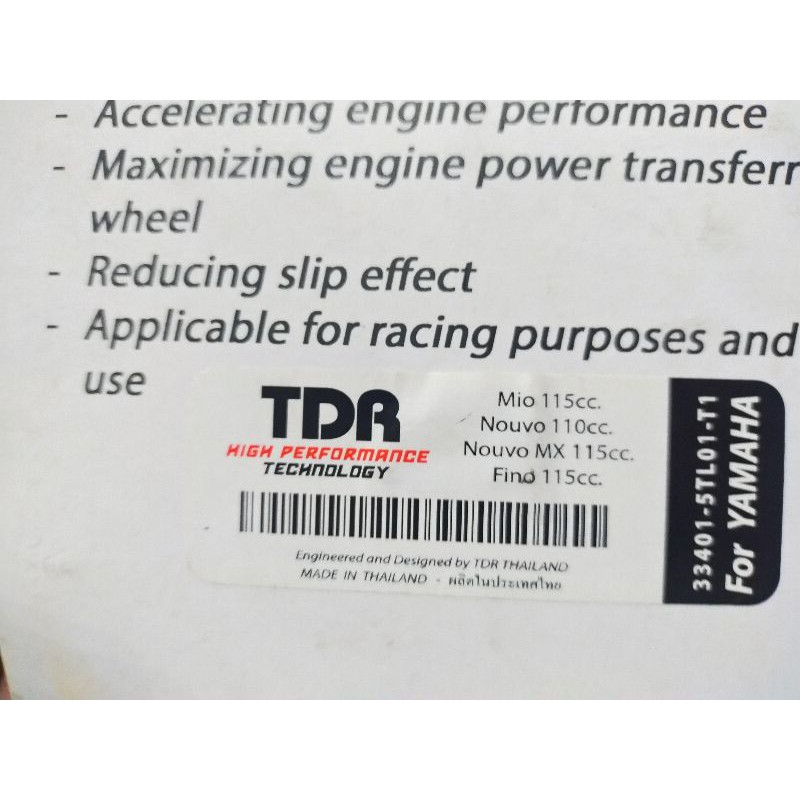 - Accelerating engine performance
- Maximizing engine power transferr
wheel
- Reducing slip effect
- Applicable for racing purposes and
use
TDR
HIGH PERFORMANCE
TECHNOLOGY
Mio 115cc.
Nouvo 110cc.
Nouvo MX 115cc.
Fino 115cc.
Engineered and Designed by TDR THAILAND
MADE IN THAILAND - ผลิตในประเทศไทย
33401-5TL01-T1
For YAMAHA